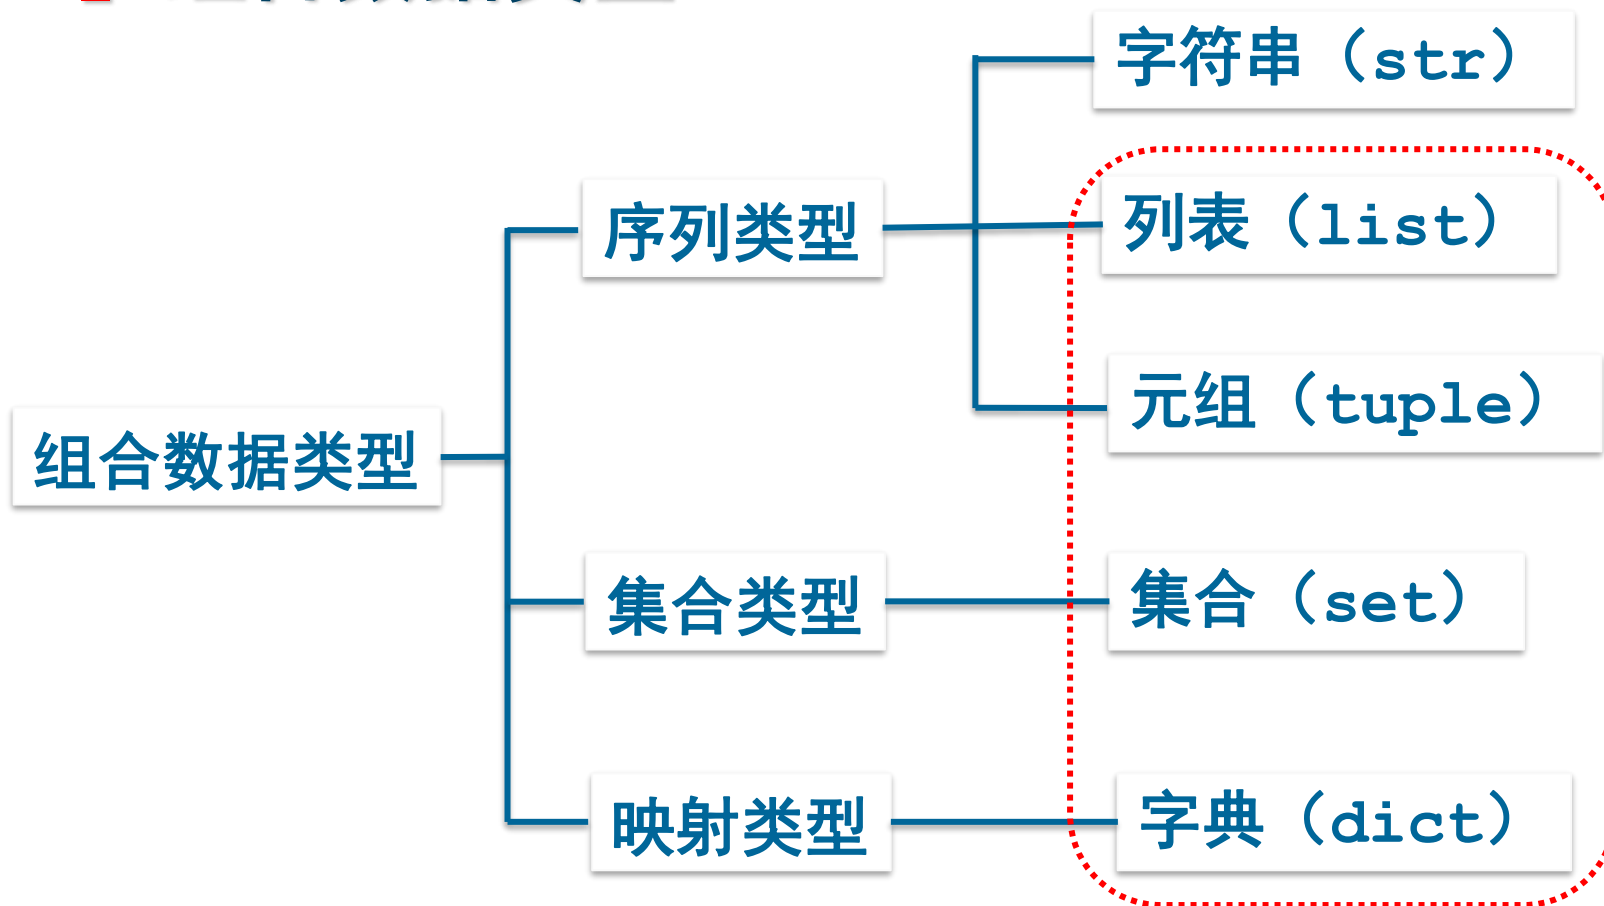 组合数据类型
序列类型
字符串（str）
列表（list）
元组（tuple）
集合类型
集合（set）
映射类型
字典（dict）